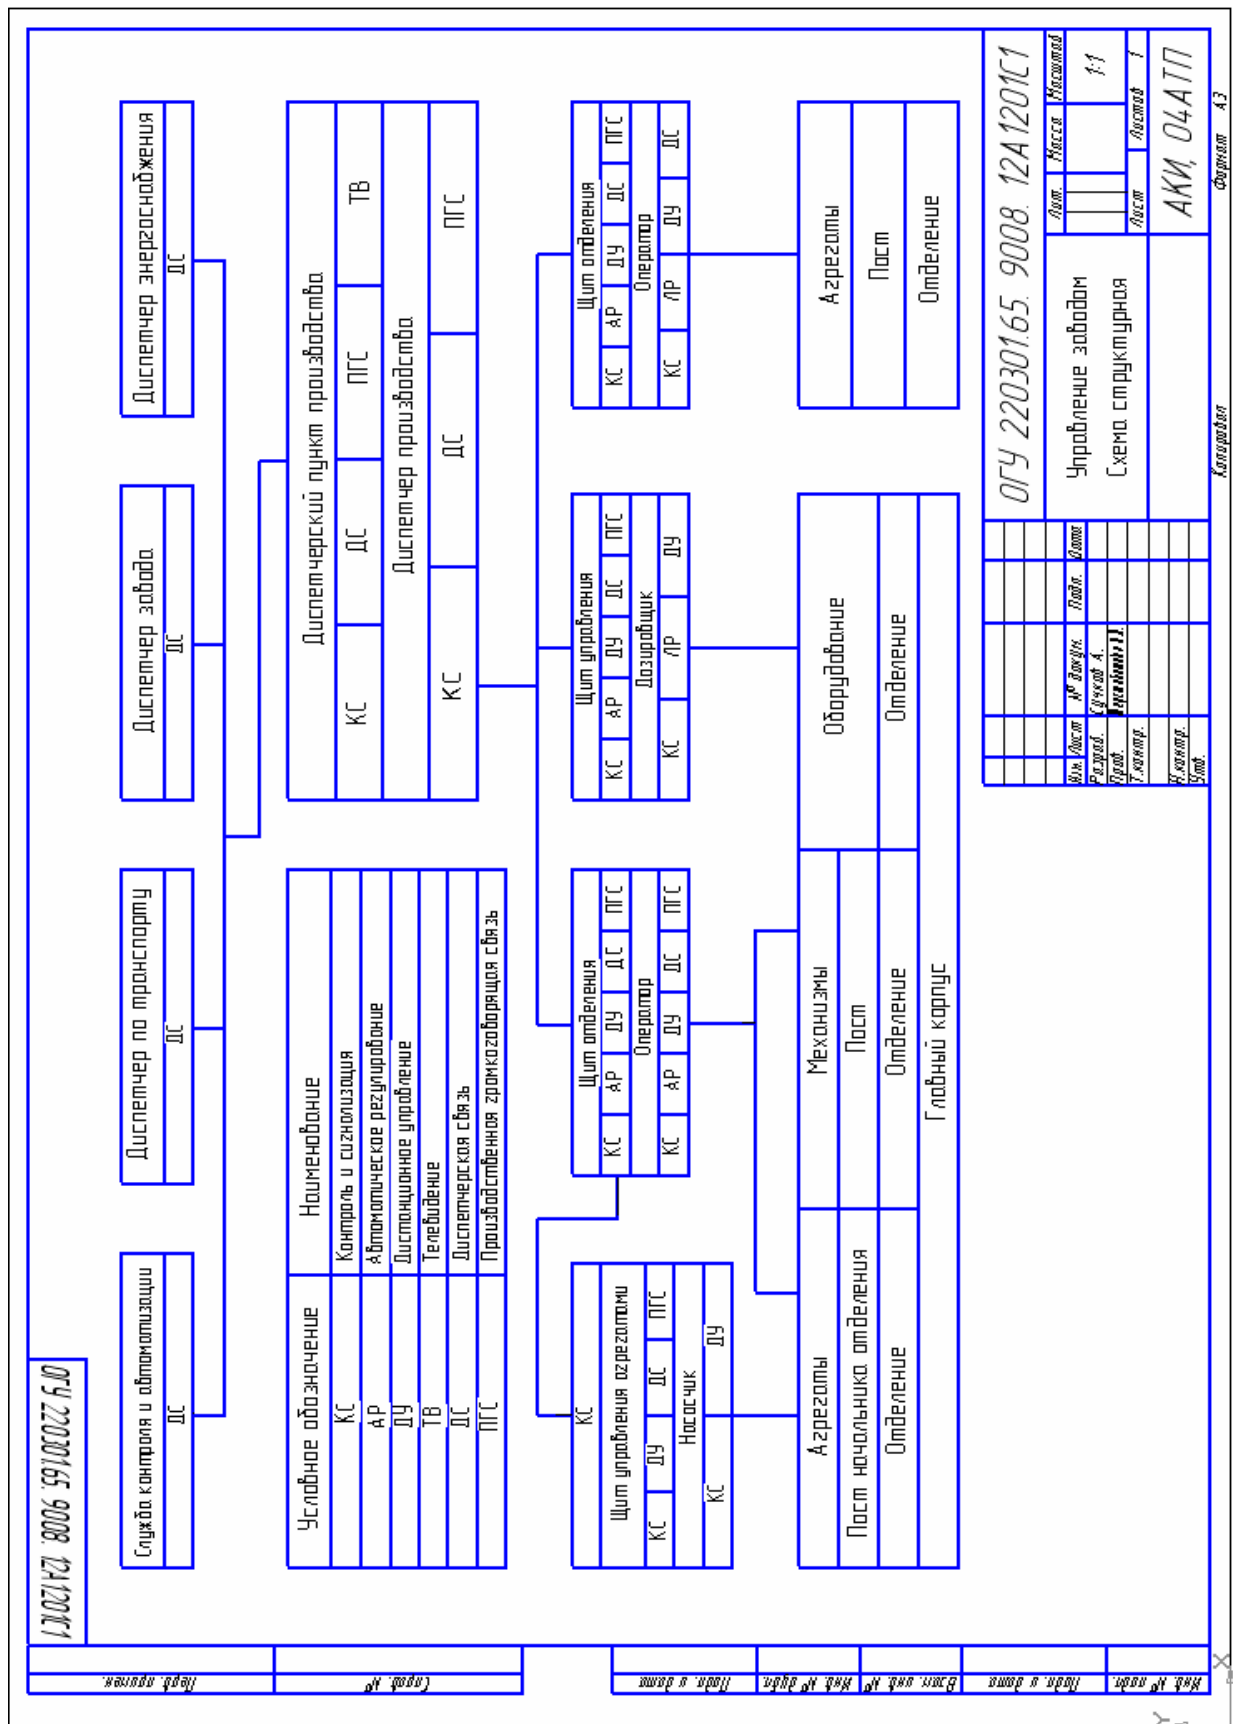 ОГУ 220301.65. 9008. 12А1201С1
Служба контроля и автоматизации
ДС
Диспетчер по транспорту
ДС
Диспетчер завода
ДС
Диспетчер энергоснабжения
ДС
Условное обозначение Наименование
КС Контроль и сигнализация
АР Автоматическое регулирование
ДУ Дистанционное управление
ТВ Телевидение
ДС Диспетчерская связь
ПГС Производственная громкоговорящая связь
Диспетчерский пункт производства
КС ДС ПГС ТВ
Диспетчер производства
КС ДС ПГС
КС
Щит управления агрегатами
КС ДУ ДС ПГС
Насосчик
КС ДУ
Щит отделения
КС АР ДУ ДС ПГС
Оператор
КС АР ДУ ДС ПГС
Щит управления
КС АР ДУ ДС ПГС
Дозировщик
КС ЛР ДУ
Щит отделения
КС АР ДУ ДС ПГС
Оператор
КС ЛР ДУ ДС
Агрегаты Механизмы Оборудование
Пост начальника отделения Пост
Отделение Отделение Отделение
Главный корпус
Агрегаты
Пост
Отделение
ОГУ 220301.65. 9008. 12А1201С1
Изм. Лист № докум. Подп. Дата
Разраб. Сучков А.
Пров.
Т.контр.
Н.контр.
Утв.
Управление заводом
Схема структурная
Лит. Масса Масштаб
1:1
Лист Листов 1
АКИ, 04АТП
Копировал Формат А3
Перв. примен.
Справ. №
Подп. и дата
Инв. № дубл.
Взам. инв. №
Подп. и дата
Инв. № подл.
X
Y